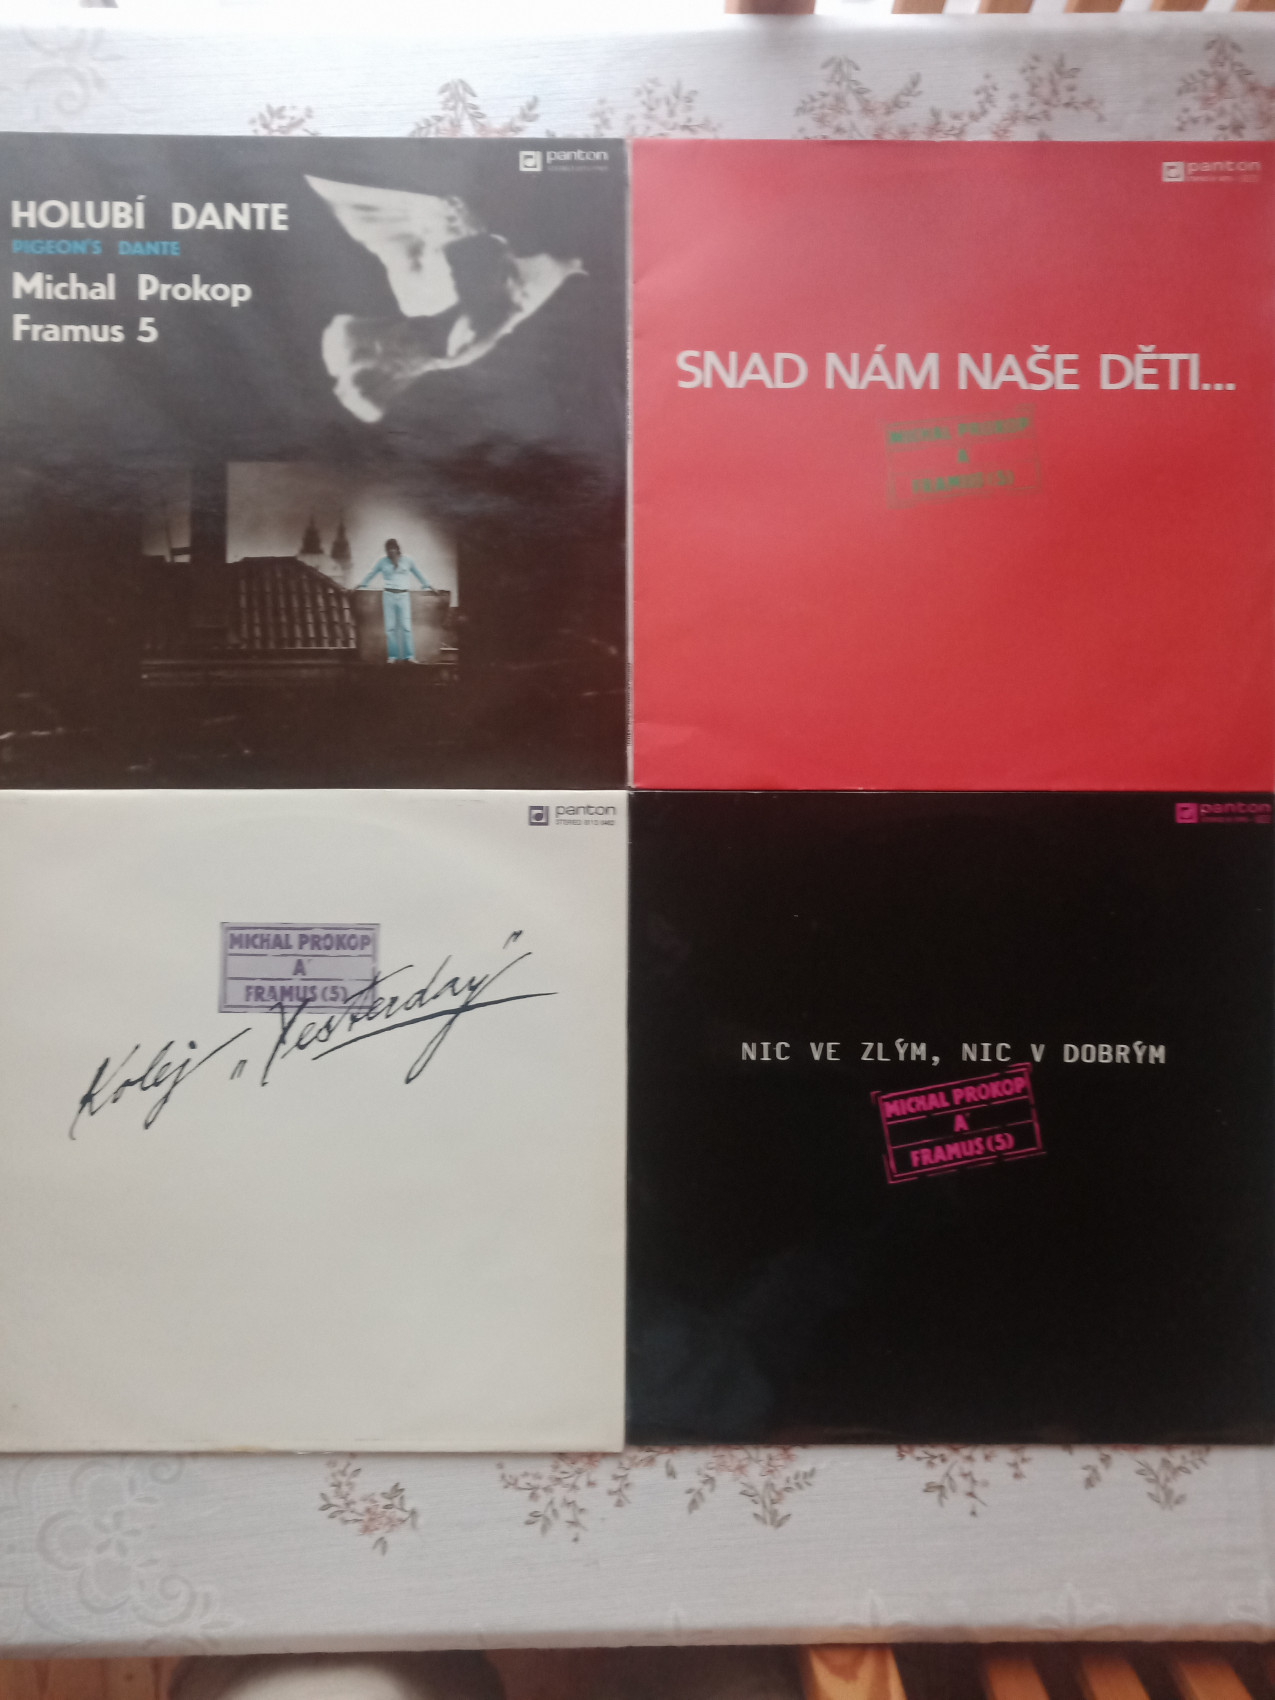 panton
HOLUBÍ DANTE
PIGEON'S DANTE
Michal Prokop
Framus 5
panton
SNAD NÁM NAŠE DĚTI...
MICHAL PROKOP
A
FRAMUS (5)
panton
MICHAL PROKOP
A
FRAMUS (5)
Kolej „Yesterday"
panton
NIC VE ZLÝM, NIC V DOBRÝM
MICHAL PROKOP
A
FRAMUS (5)